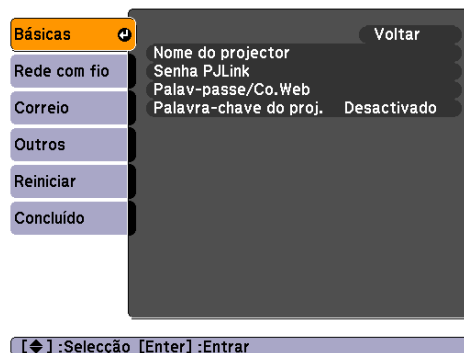 Básicas
Rede com fio
Correio
Outros
Reiniciar
Concluído
Voltar
Nome do projector
Senha PJLink
Palav-passe/Co.Web
Palavra-chave do proj. Desactivado
[◆] :Selecção [Enter] :Entrar